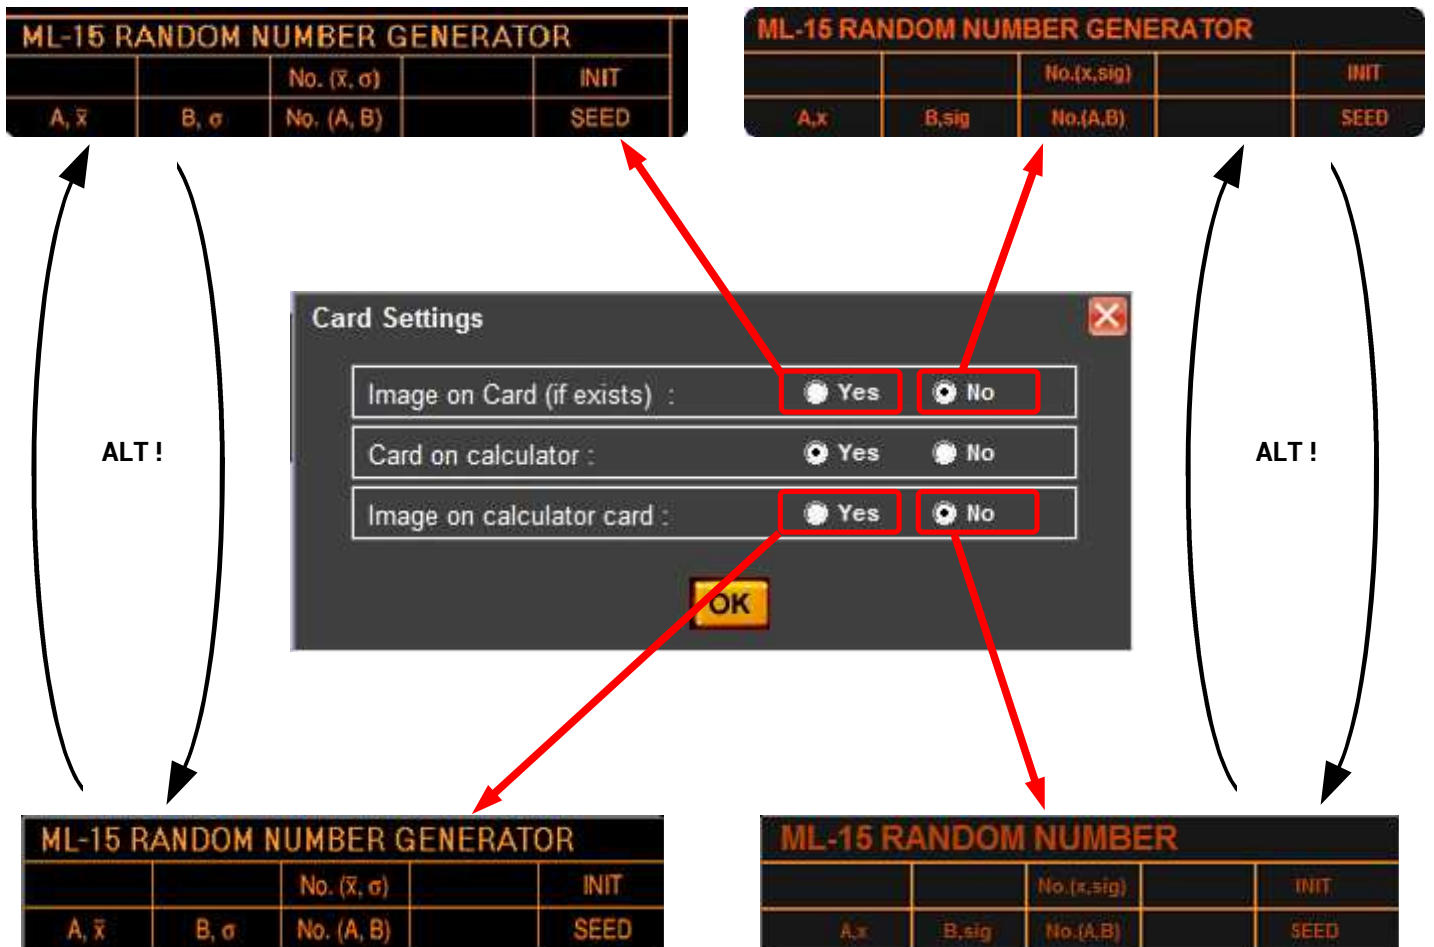 ML-15 RANDOM NUMBER GENERATOR
No. (x̅, σ) INIT
A, x̅ B, σ No. (A, B) SEED
ML-15 RANDOM NUMBER GENERATOR
No.(x,sig) INIT
A,x B,sig No.(A,B) SEED
Card Settings
Image on Card (if exists) : Yes No
Card on calculator : Yes No
Image on calculator card : Yes No
OK
ALT!
ALT!
ML-15 RANDOM NUMBER GENERATOR
No. (x̅, σ) INIT
A, x̅ B, σ No. (A, B) SEED
ML-15 RANDOM NUMBER
No.(x,sig) INIT
A,x B,sig No.(A,B) SEED